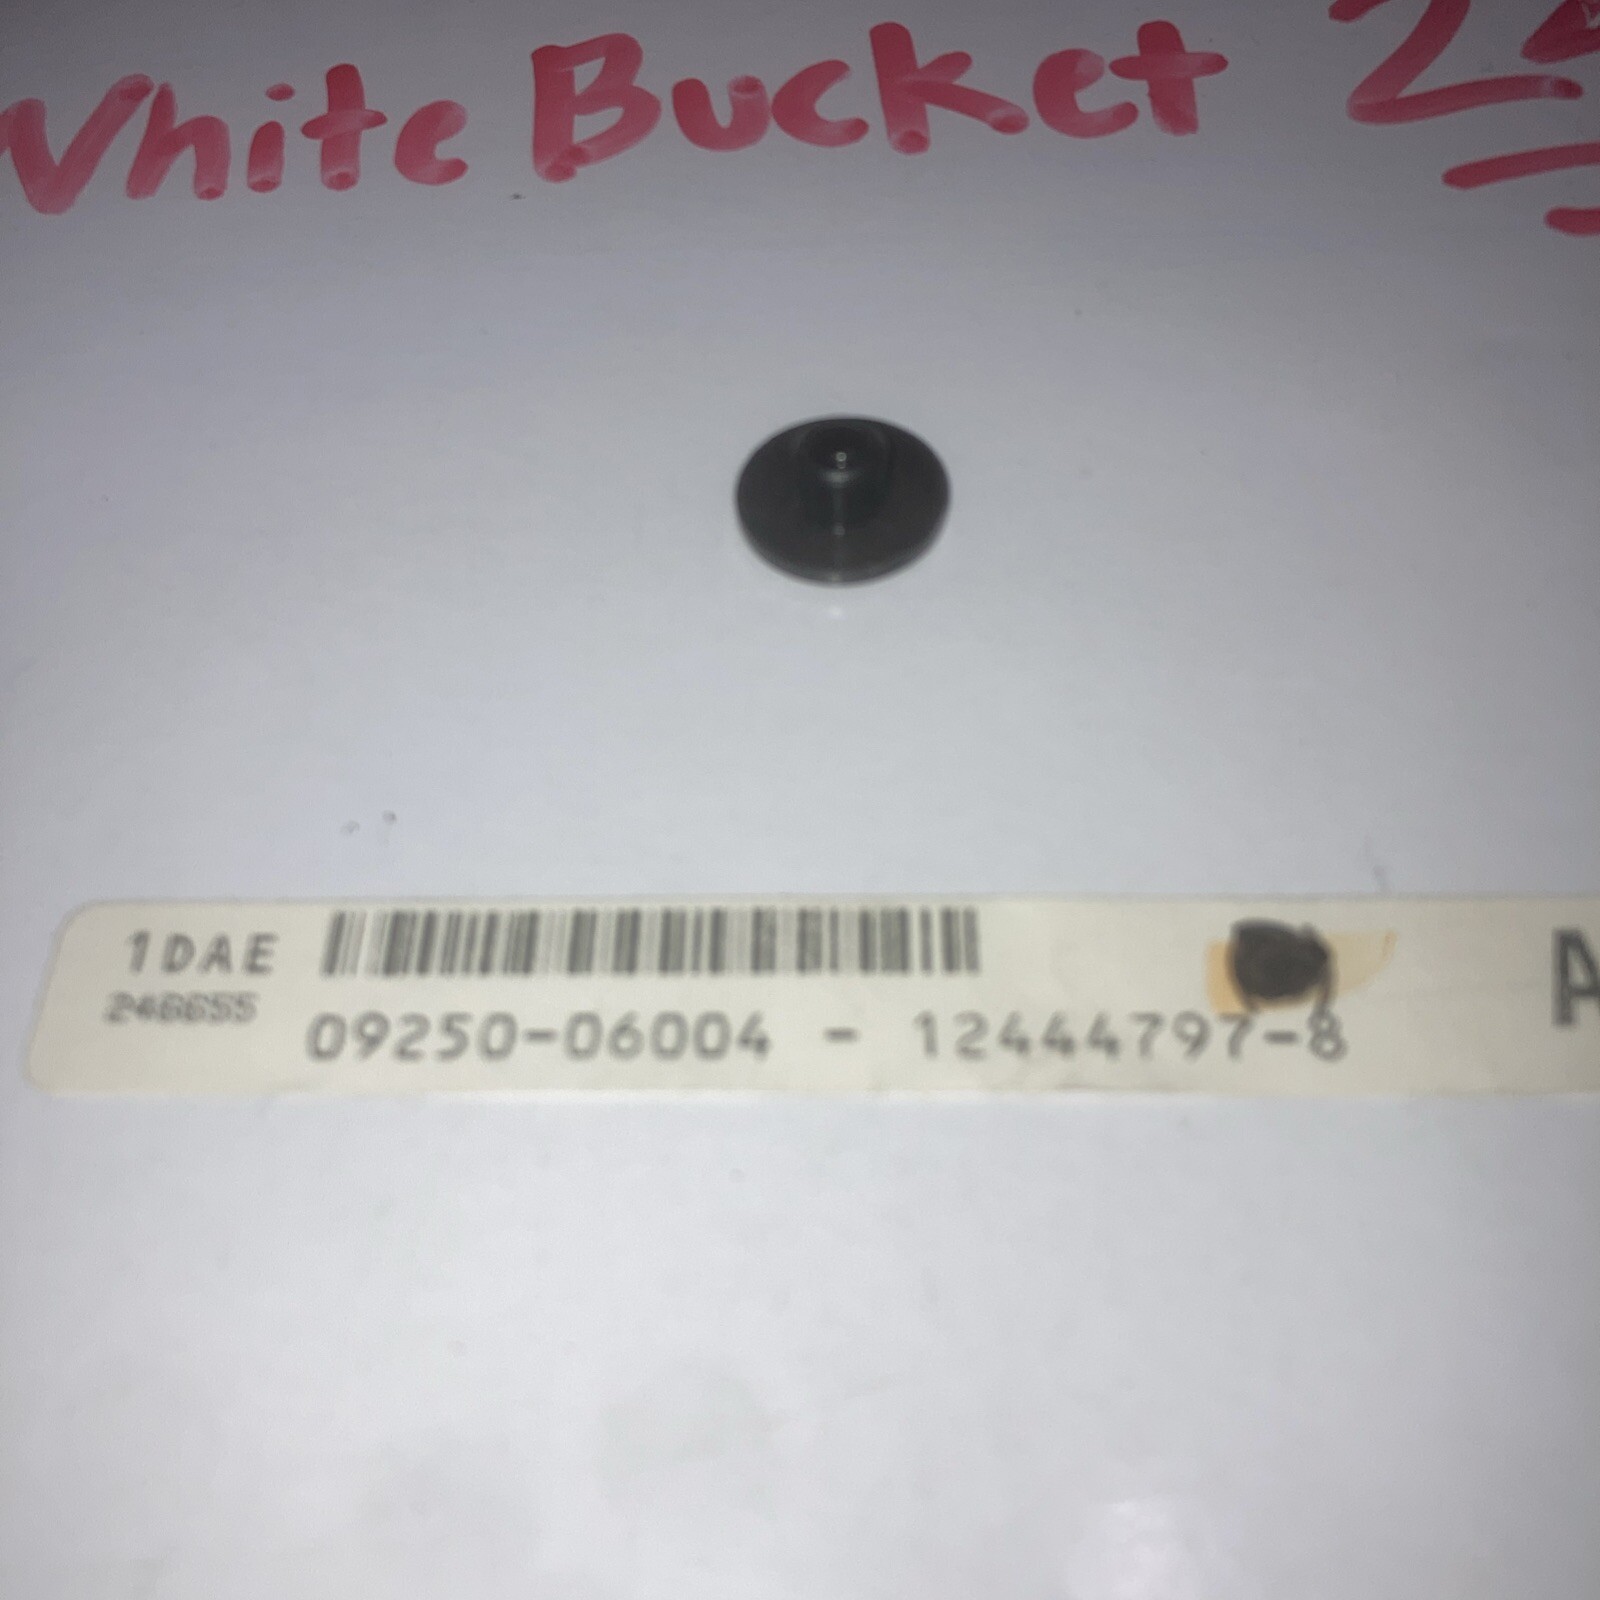 White Bucket 2
1DAE
246655
09250-06004 - 12444797-8
A